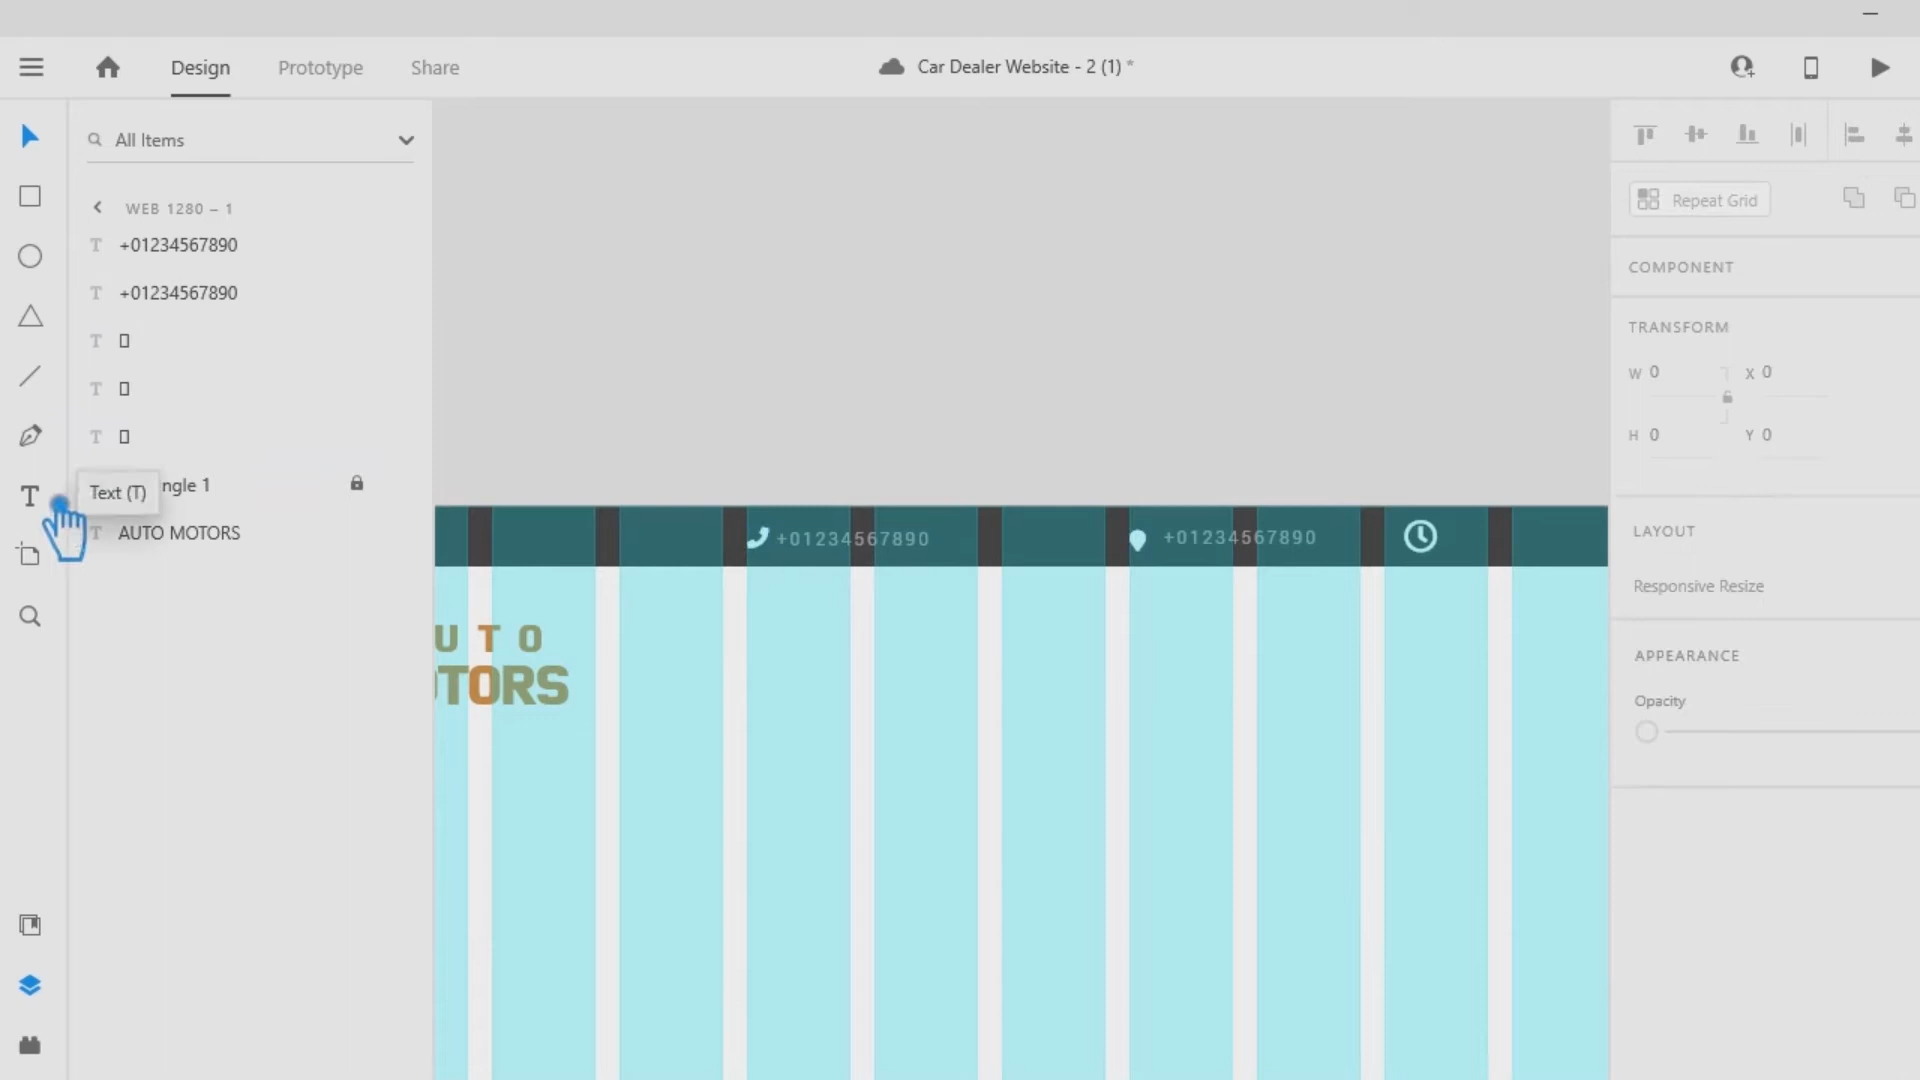 Design
Prototype
Share
Car Dealer Website - 2 (1) *
All Items
WEB 1280 – 1
+01234567890
+01234567890
Text (T)
ngle 1
AUTO MOTORS
+01234567890
+01234567890
UTO
TORS
Repeat Grid
COMPONENT
TRANSFORM
W 0
X 0
H 0
Y 0
LAYOUT
Responsive Resize
APPEARANCE
Opacity